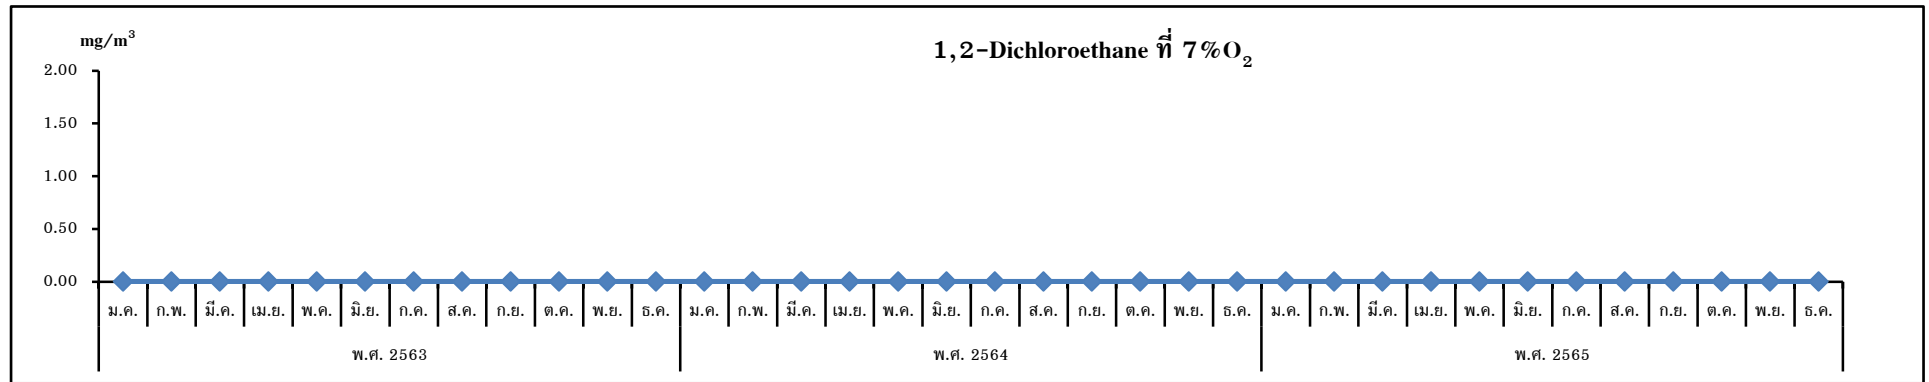 mg/m³
1,2-Dichloroethane ที่ 7%O₂
2.00
1.50
1.00
0.50
0.00
ม.ค. ก.พ. มี.ค. เม.ย. พ.ค. มิ.ย. ก.ค. ส.ค. ก.ย. ต.ค. พ.ย. ธ.ค. ม.ค. ก.พ. มี.ค. เม.ย. พ.ค. มิ.ย. ก.ค. ส.ค. ก.ย. ต.ค. พ.ย. ธ.ค. ม.ค. ก.พ. มี.ค. เม.ย. พ.ค. มิ.ย. ก.ค. ส.ค. ก.ย. ต.ค. พ.ย. ธ.ค.
พ.ศ. 2563 พ.ศ. 2564 พ.ศ. 2565